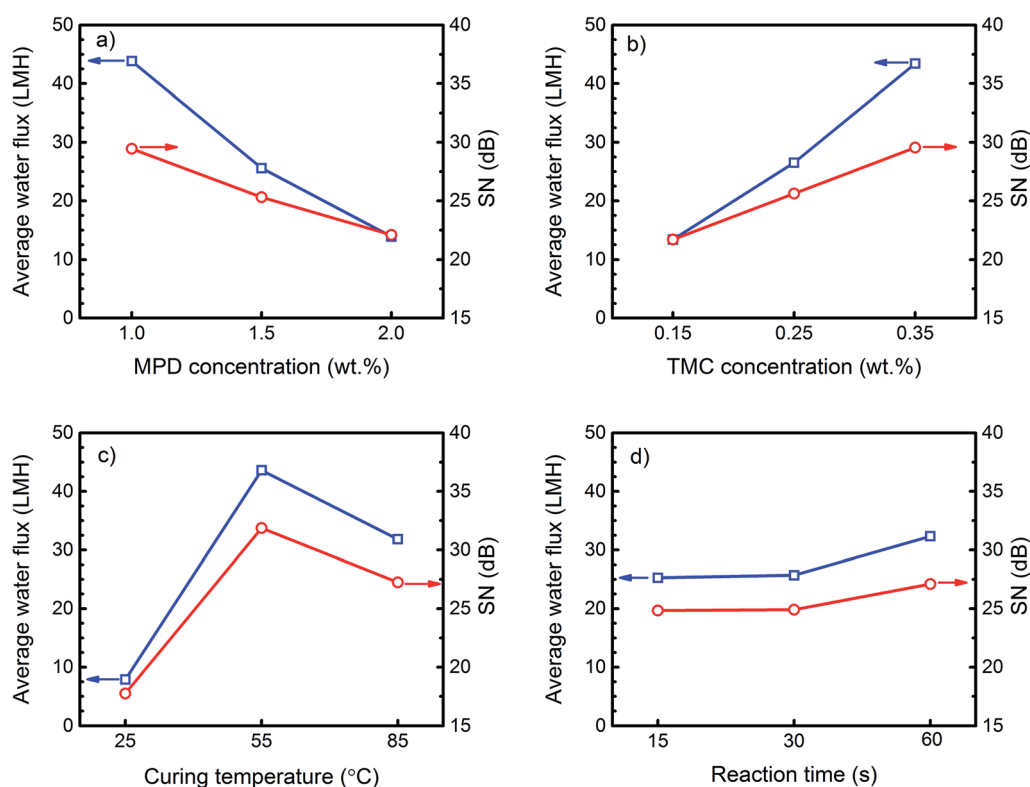 a)
50
40
30
20
10
0
Average water flux (LMH)
40
35
30
25
20
15
SN (dB)
1.0 1.5 2.0
MPD concentration (wt.%)
b)
50
40
30
20
10
0
Average water flux (LMH)
40
35
30
25
20
15
SN (dB)
0.15 0.25 0.35
TMC concentration (wt.%)
c)
50
40
30
20
10
0
Average water flux (LMH)
40
35
30
25
20
15
SN (dB)
25 55 85
Curing temperature (°C)
d)
50
40
30
20
10
0
Average water flux (LMH)
40
35
30
25
20
15
SN (dB)
15 30 60
Reaction time (s)